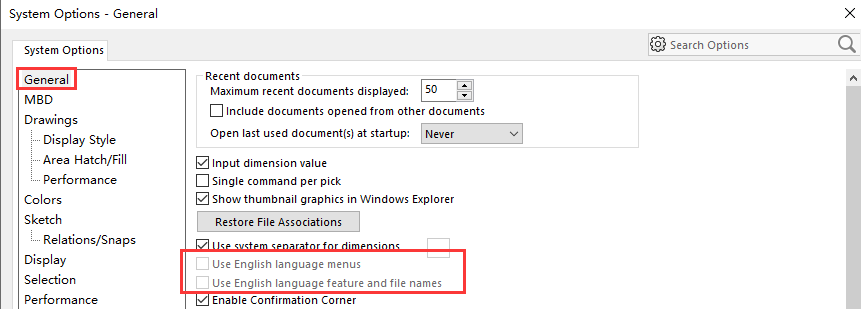 System Options - General
System Options
Search Options
General
MBD
Drawings
Display Style
Area Hatch/Fill
Performance
Colors
Sketch
Relations/Snaps
Display
Selection
Performance
Recent documents
Maximum recent documents displayed: 50
Include documents opened from other documents
Open last used document(s) at startup: Never
Input dimension value
Single command per pick
Show thumbnail graphics in Windows Explorer
Restore File Associations
Use system separator for dimensions
Use English language menus
Use English language feature and file names
Enable Confirmation Corner